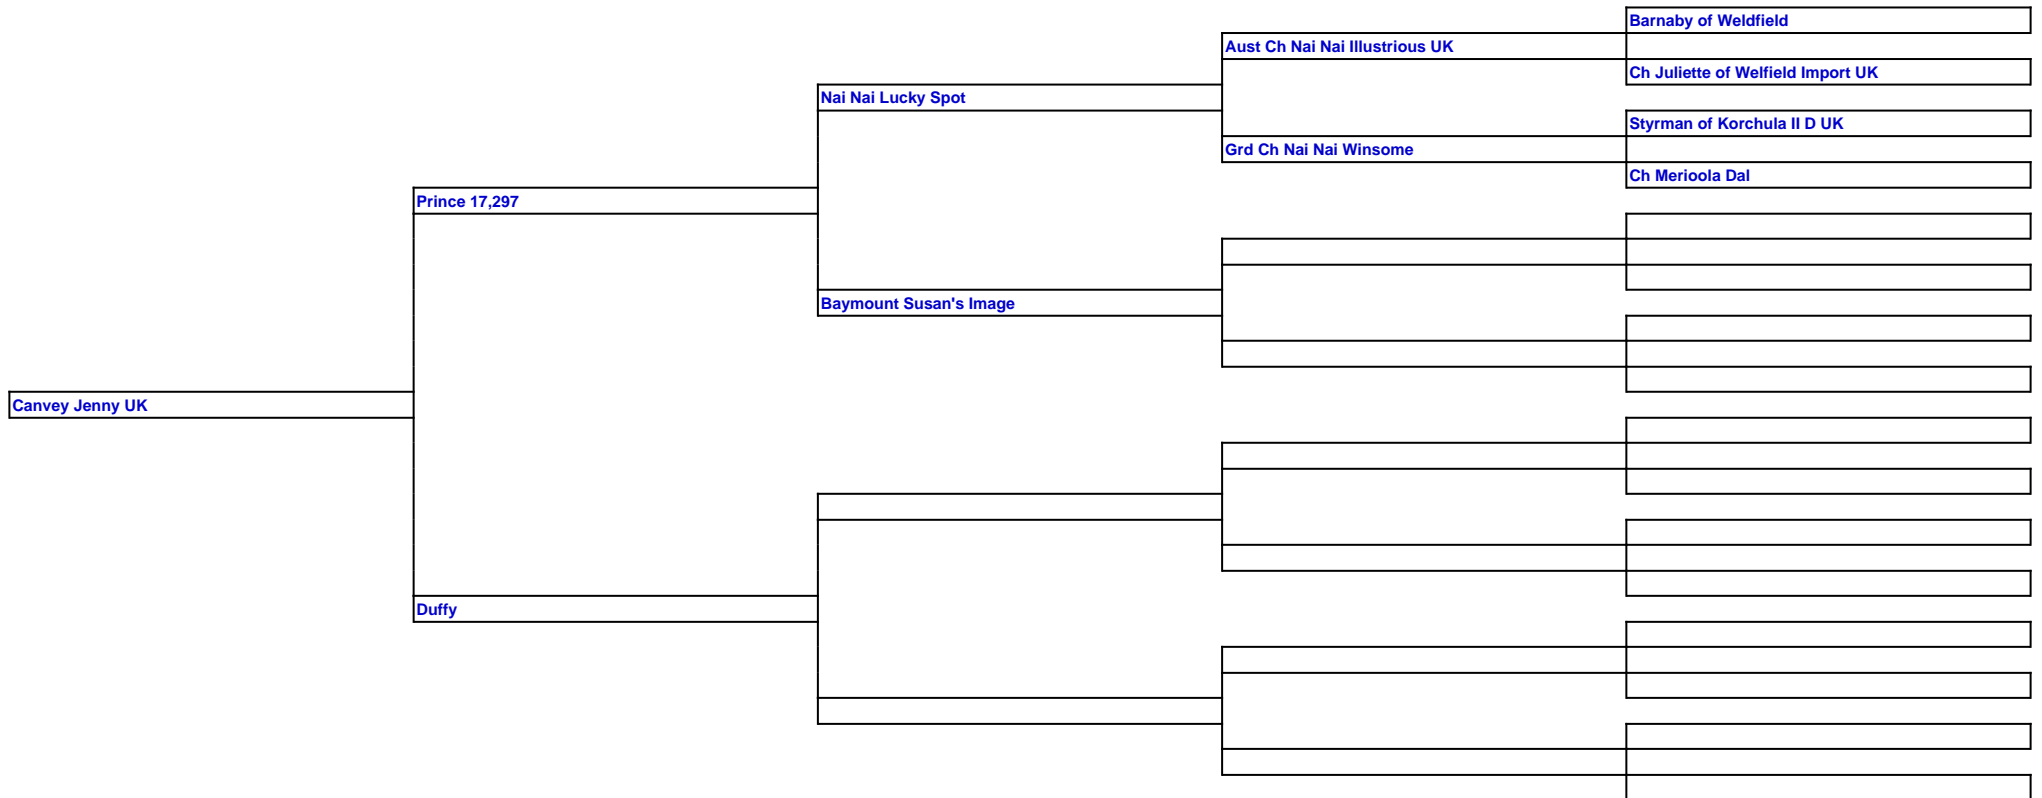 Barnaby of Weldfield
Aust Ch Nai Nai Illustrious UK
Ch Juliette of Welfield Import UK
Nai Nai Lucky Spot
Styrman of Korchula II D UK
Grd Ch Nai Nai Winsome
Ch Merioola Dal
Prince 17,297
Baymount Susan's Image
Canvey Jenny UK
Duffy